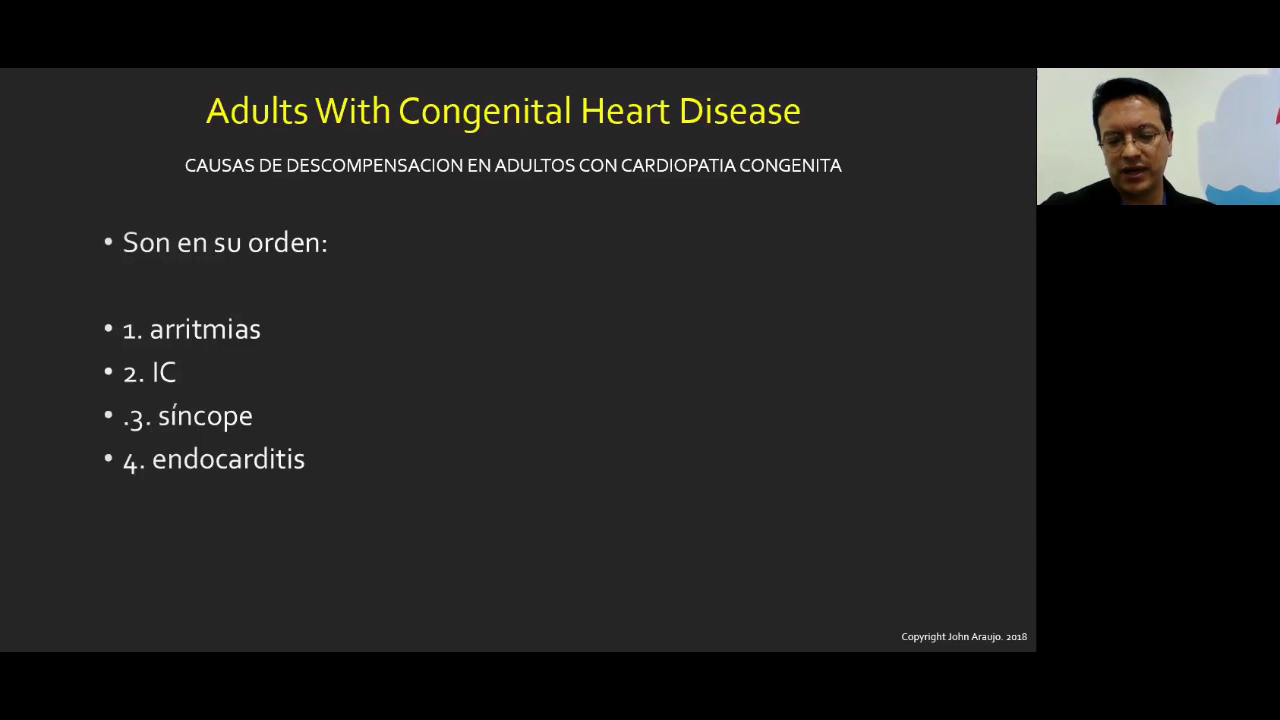 Adults With Congenital Heart Disease
CAUSAS DE DESCOMPENSACION EN ADULTOS CON CARDIOPATIA CONGENITA
• Son en su orden:
• 1. arritmias
• 2. IC
• .3. síncope
• 4. endocarditis
Copyright John Araujo. 2018